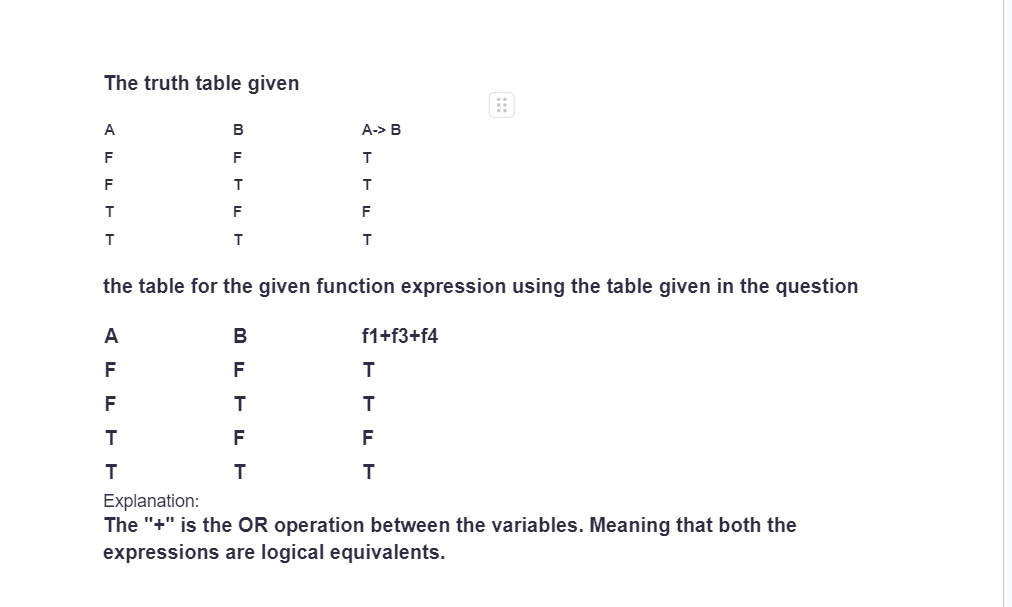 The truth table given
A B A-> B
F F T
F T T
T F F
T T T
the table for the given function expression using the table given in the question
A B f1+f3+f4
F F T
F T T
T F F
T T T
Explanation:
The "+" is the OR operation between the variables. Meaning that both the
expressions are logical equivalents.